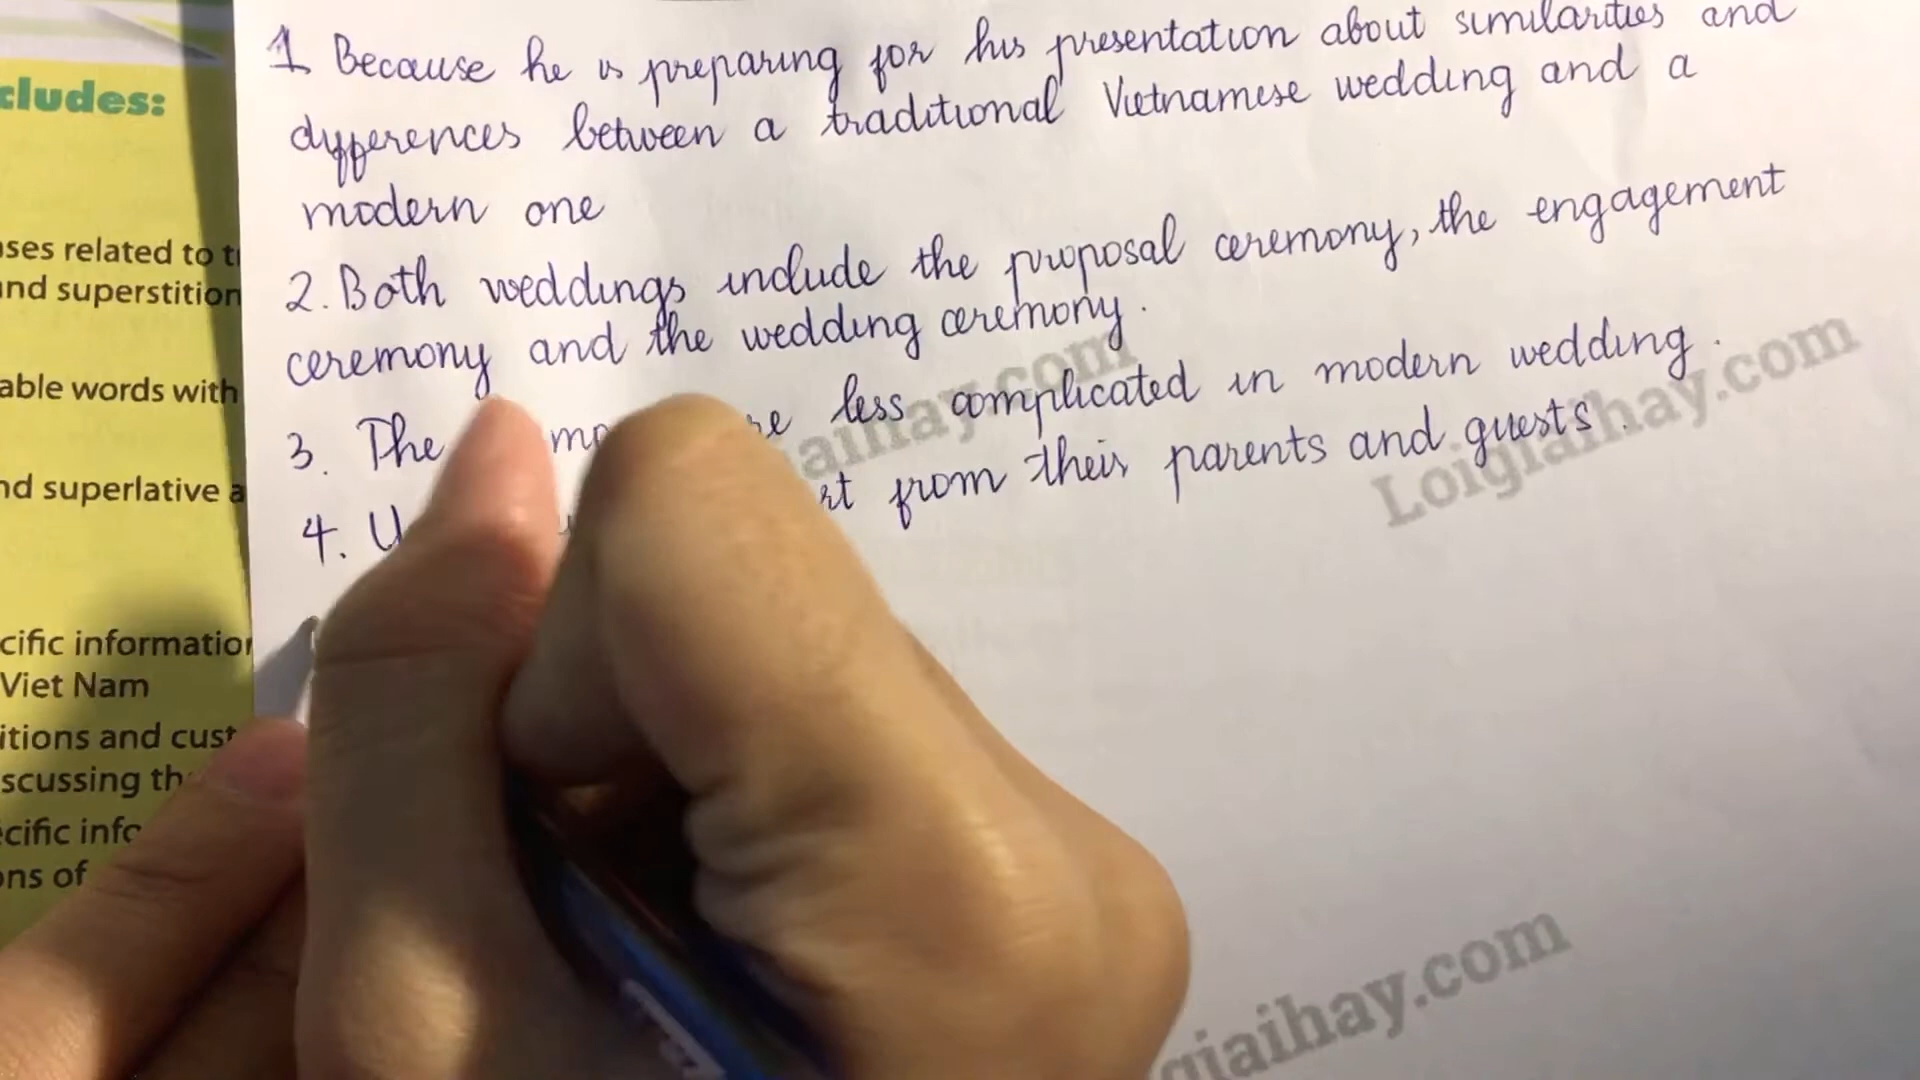 cludes:
ses related to
nd superstition
able words with
nd superlative
cific information
Viet Nam
itions and cust
scussing th
cific info
ons of
1 Because he is preparing for his presentation about similarities and
differences between a traditional Vietnamese wedding and a
modern one
2. Both weddings include the proposal ceremony, the engagement
ceremony and the wedding ceremony.
3. The less complicated in modern wedding.
4. from their parents and guests.
Loigiaihay.com
aihay.com
giaihay.com